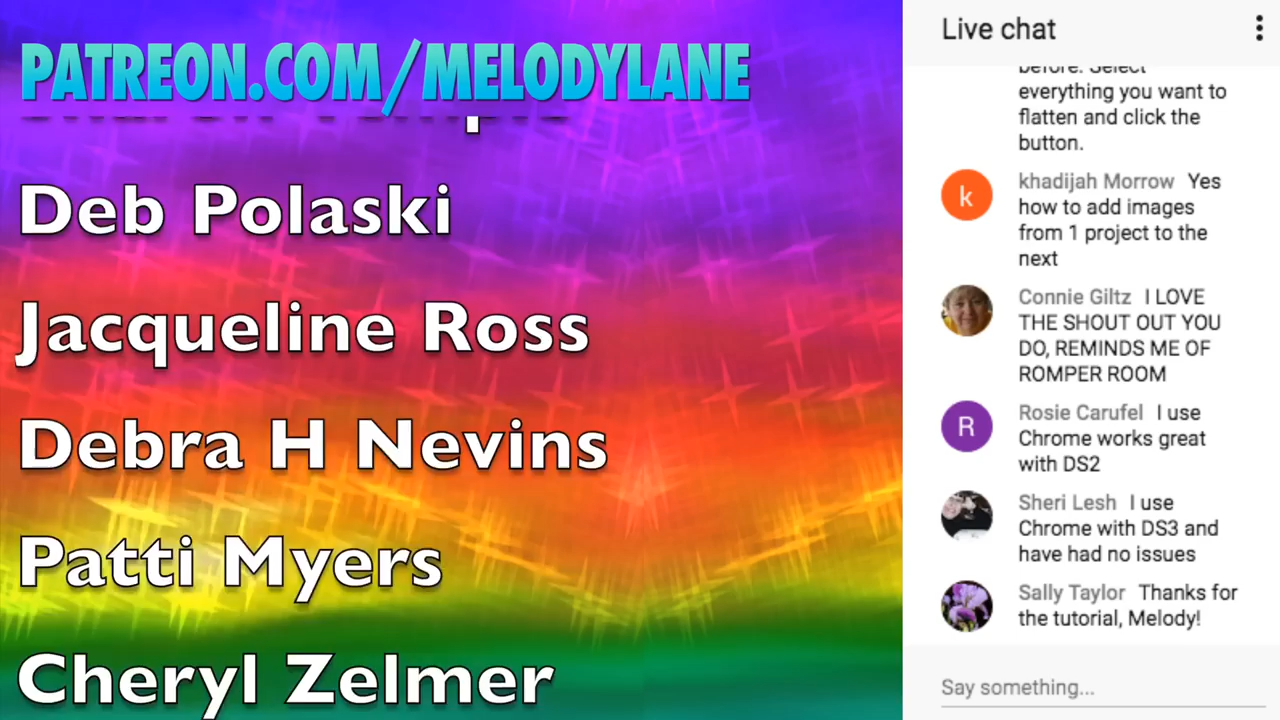 PATREON.COM/MELODYLANE
Deb Polaski
Jacqueline Ross
Debra H Nevins
Patti Myers
Cheryl Zelmer
Live chat
before. Select
everything you want to
flatten and click the
button.
k
khadijah Morrow Yes
how to add images
from 1 project to the
next
Connie Giltz I LOVE
THE SHOUT OUT YOU
DO, REMINDS ME OF
ROMPER ROOM
R
Rosie Carufel I use
Chrome works great
with DS2
Sheri Lesh I use
Chrome with DS3 and
have had no issues
Sally Taylor Thanks for
the tutorial, Melody!
Say something...